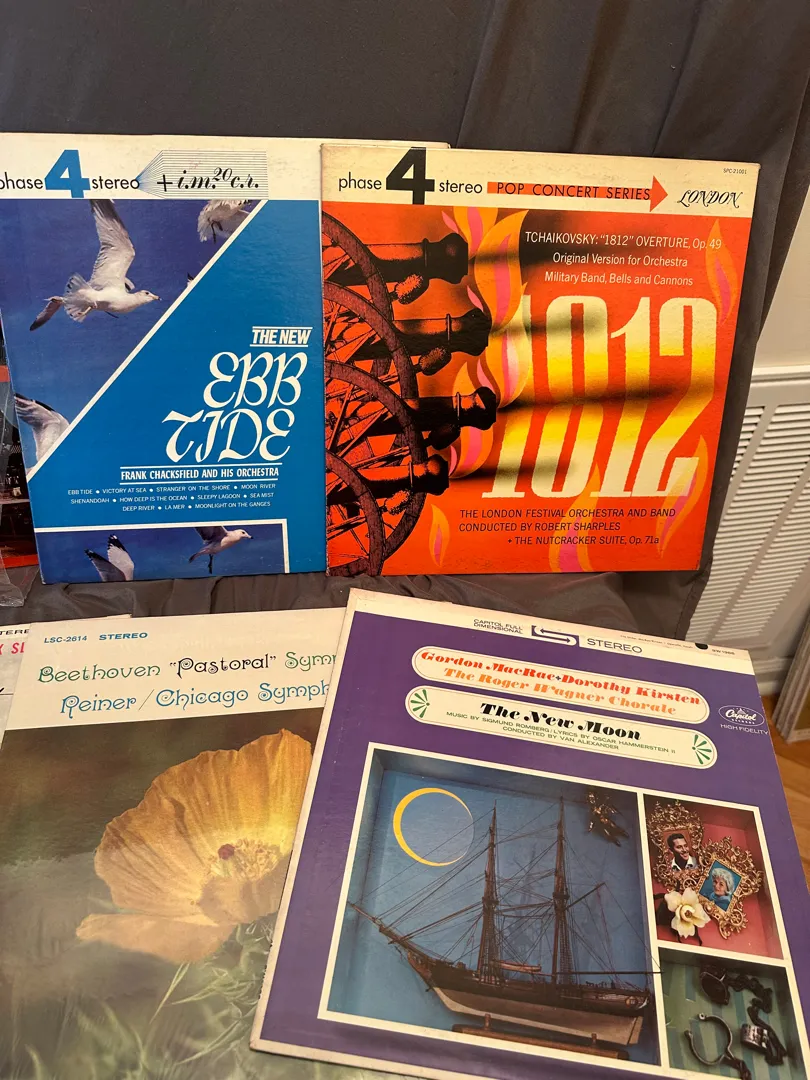 phase 4 stereo + i.m. 20 c.r.
THE NEW
EBB
TIDE
FRANK CHACKSFIELD AND HIS ORCHESTRA
EBB TIDE • VICTORY AT SEA • STRANGER ON THE SHORE • MOON RIVER
SHENANDOAH • HOW DEEP IS THE OCEAN • SLEEPY LAGOON • SEA MIST
DEEP RIVER • LA MER • MOONLIGHT ON THE GANGES
SPC-21001
phase 4 stereo POP CONCERT SERIES LONDON
TCHAIKOVSKY: "1812" OVERTURE, Op. 49
Original Version for Orchestra
Military Band, Bells and Cannons
1812
THE LONDON FESTIVAL ORCHESTRA AND BAND
CONDUCTED BY ROBERT SHARPLES
+ THE NUTCRACKER SUITE, Op. 71a
LSC-2614 STEREO
Beethoven "Pastoral" Sym
Reiner/Chicago Symph
CAPITOL FULL
DIMENSIONAL STEREO
Gordon MacRae • Dorothy Kirsten
The Roger Wagner Chorale
The New Moon
MUSIC BY SIGMUND ROMBERG/LYRICS BY OSCAR HAMMERSTEIN II
CONDUCTED BY VAN ALEXANDER
Capitol
RECORDS
HIGH FIDELITY